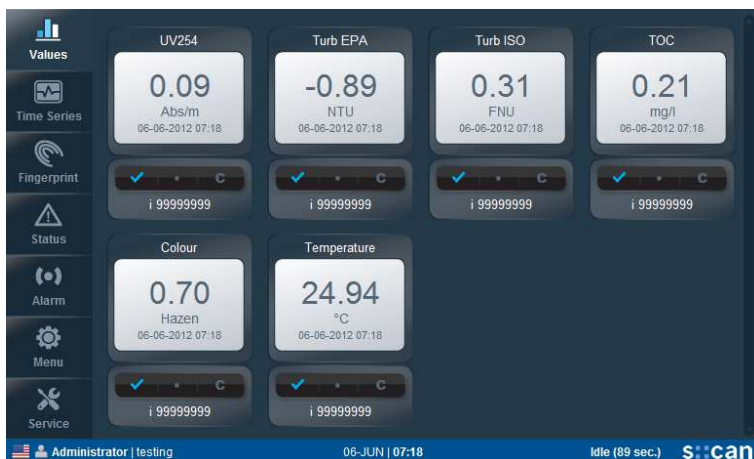 Values
Time Series
Fingerprint
Status
Alarm
Menu
Service
UV254
0.09
Abs/m
06-06-2012 07:18
C
i 99999999
Turb EPA
-0.89
NTU
06-06-2012 07:18
C
i 99999999
Turb ISO
0.31
FNU
06-06-2012 07:18
C
i 99999999
TOC
0.21
mg/l
06-06-2012 07:18
C
i 99999999
Colour
0.70
Hazen
06-06-2012 07:18
C
i 99999999
Temperature
24.94
°C
06-06-2012 07:18
C
i 99999999
Administrator | testing
06-JUN | 07:18
Idle (89 sec.)
s::can